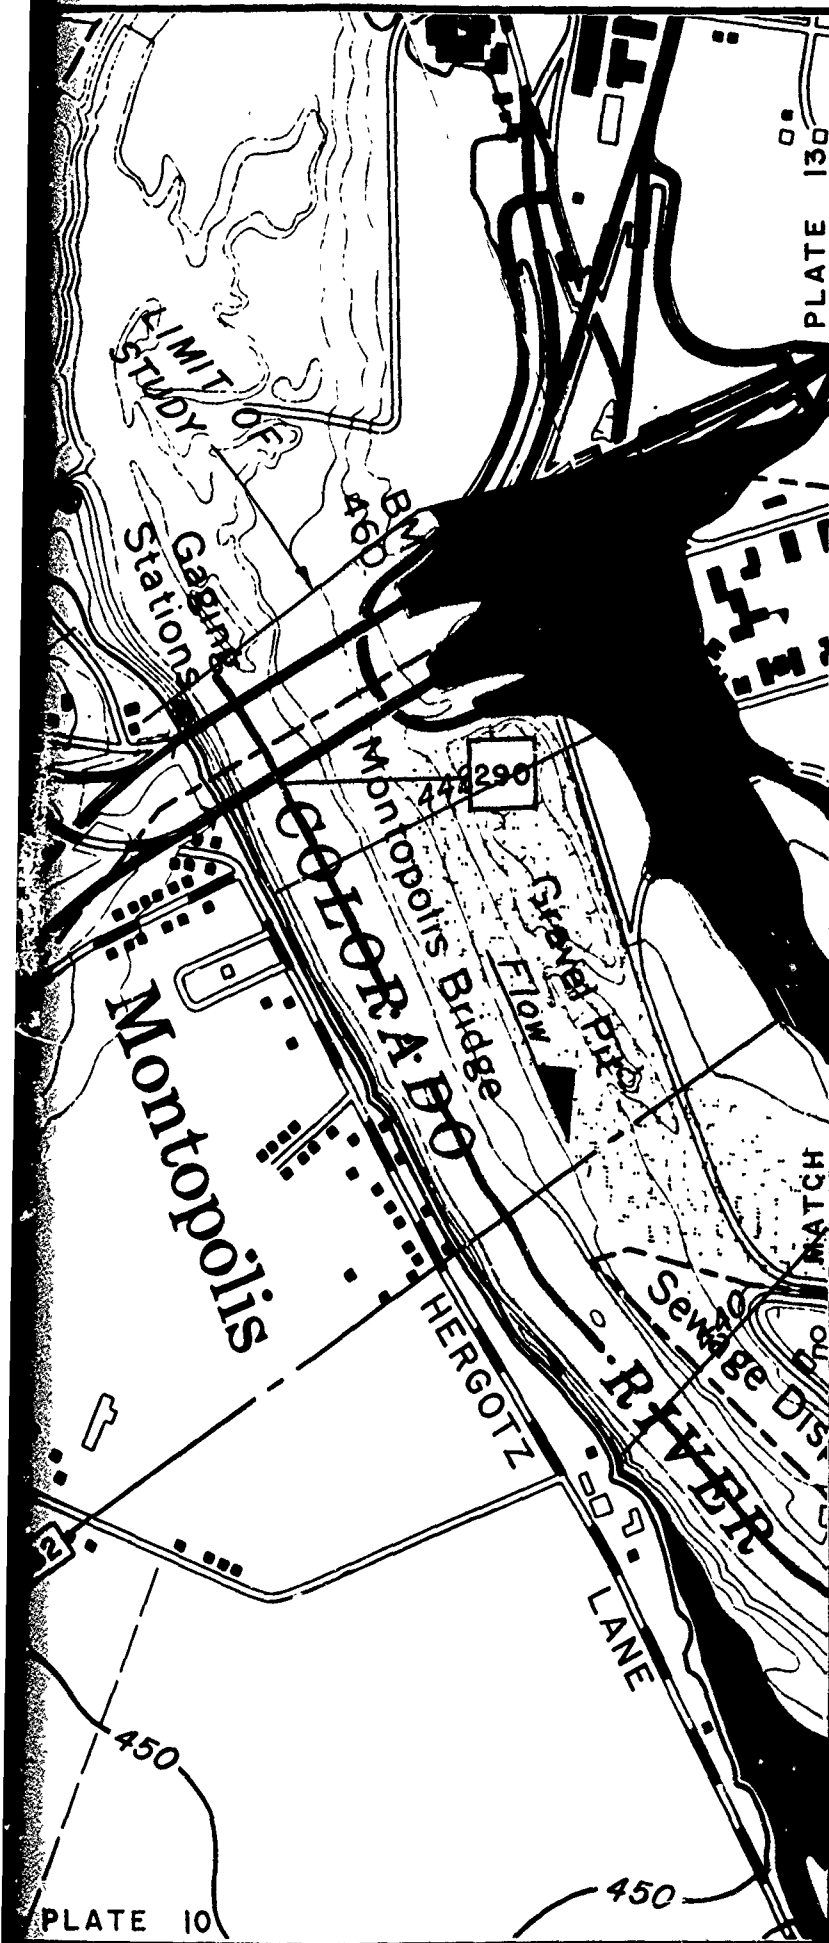 PLATE 13
LIMIT OF
STUDY
BM
460
Gaging
Stations
Montopolis Bridge
290
COLORADO
RIVER
Gravel Pit
Flow
Montopolis
MATCH
Sewage Disp
HERGOTZ
LANE
2
450
450
PLATE 10